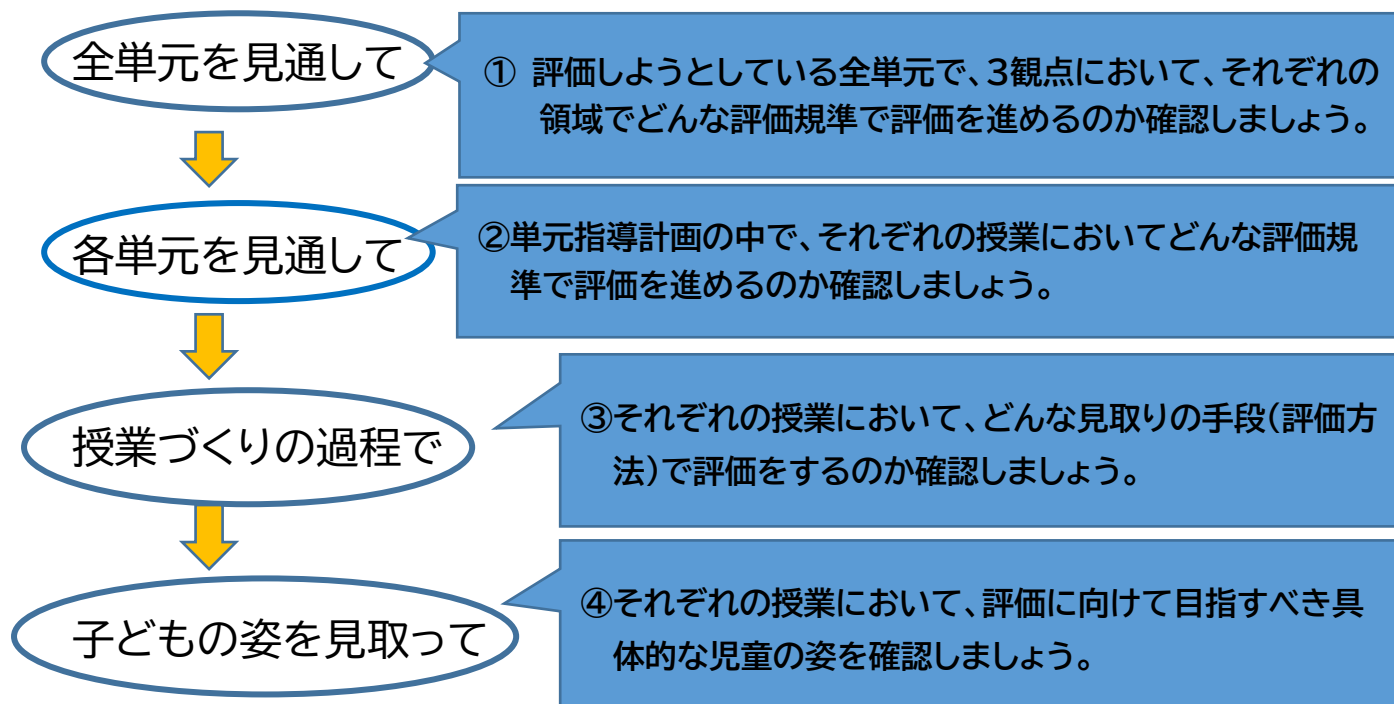 全単元を見通して
① 評価しようとしている全単元で、３観点において、それぞれの
領域でどんな評価規準で評価を進めるのか確認しましょう。
各単元を見通して
②単元指導計画の中で、それぞれの授業においてどんな評価規
準で評価を進めるのか確認しましょう。
授業づくりの過程で
③それぞれの授業において、どんな見取りの手段（評価方
法）で評価をするのか確認しましょう。
子どもの姿を見取って
④それぞれの授業において、評価に向けて目指すべき具
体的な児童の姿を確認しましょう。